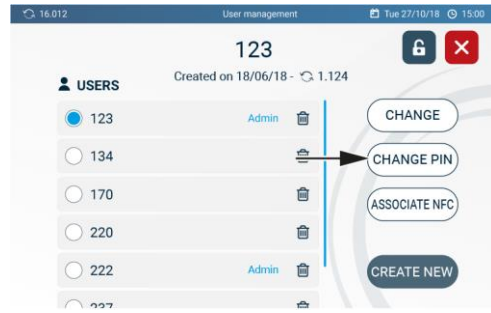 16.012 User management Tue 27/10/18 15:00
123
Created on 18/06/18 - 1.124
USERS
123 Admin
CHANGE
134
CHANGE PIN
170
ASSOCIATE NFC
220
222 Admin
CREATE NEW
237